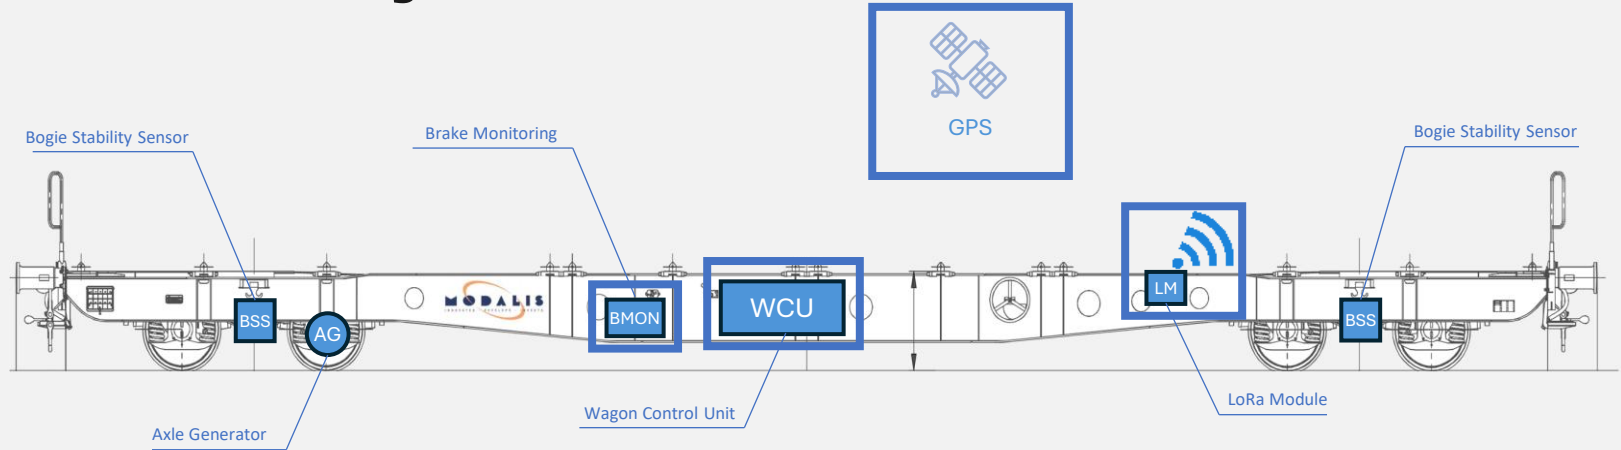 GPS
Bogie Stability Sensor
Brake Monitoring
Bogie Stability Sensor
MODALIS
BSS
AG
BMON
WCU
LM
BSS
Axle Generator
Wagon Control Unit
LoRa Module